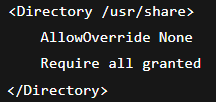 <Directory /usr/share>
    AllowOverride None
    Require all granted
</Directory>